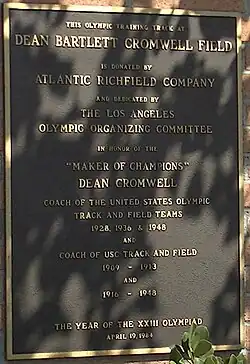 THIS OLYMPIC TRAINING TRACK AT
DEAN BARTLETT CROMWELL FIELD
IS DONATED BY
ATLANTIC RICHFIELD COMPANY
AND DEDICATED BY
THE LOS ANGELES
OLYMPIC ORGANIZING COMMITTEE
IN HONOR OF THE
"MAKER OF CHAMPIONS"
DEAN CROMWELL
COACH OF THE UNITED STATES OLYMPIC
TRACK AND FIELD TEAMS
1928, 1936 & 1948
AND
COACH OF USC TRACK AND FIELD
1909 - 1913
AND
1916 - 1948
THE YEAR OF THE XXIII OLYMPIAD
APRIL 19, 1984